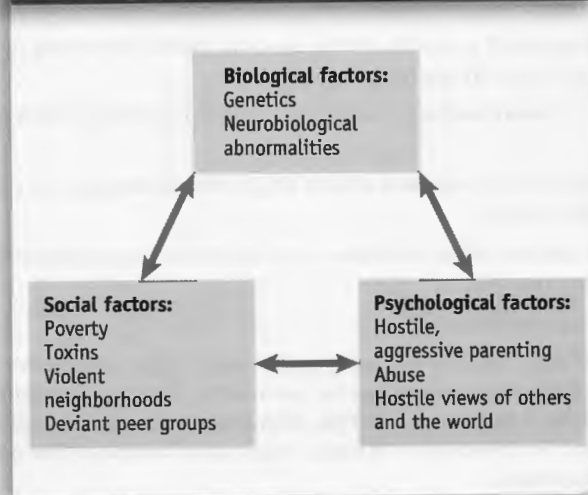 Biological factors:
Genetics
Neurobiological
abnormalities
Social factors:
Poverty
Toxins
Violent
neighborhoods
Deviant peer groups
Psychological factors:
Hostile,
aggressive parenting
Abuse
Hostile views of others
and the world